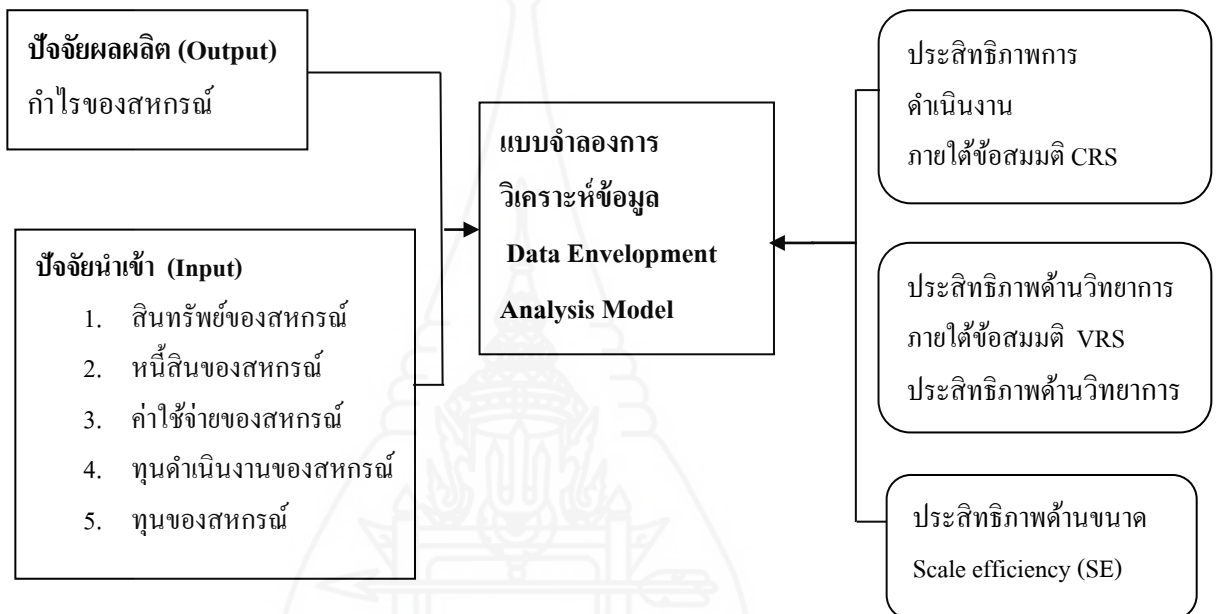 ปัจจัยผลผลิต (Output)
กำไรของสหกรณ์
ปัจจัยนำเข้า (Input)
1. สินทรัพย์ของสหกรณ์
2. หนี้สินของสหกรณ์
3. ค่าใช้จ่ายของสหกรณ์
4. ทุนดำเนินงานของสหกรณ์
5. ทุนของสหกรณ์
แบบจำลองการ
วิเคราะห์ข้อมูล
Data Envelopment
Analysis Model
ประสิทธิภาพการ
ดำเนินงาน
ภายใต้ข้อสมมติ CRS
ประสิทธิภาพด้านวิทยาการ
ภายใต้ข้อสมมติ VRS
ประสิทธิภาพด้านวิทยาการ
ประสิทธิภาพด้านขนาด
Scale efficiency (SE)